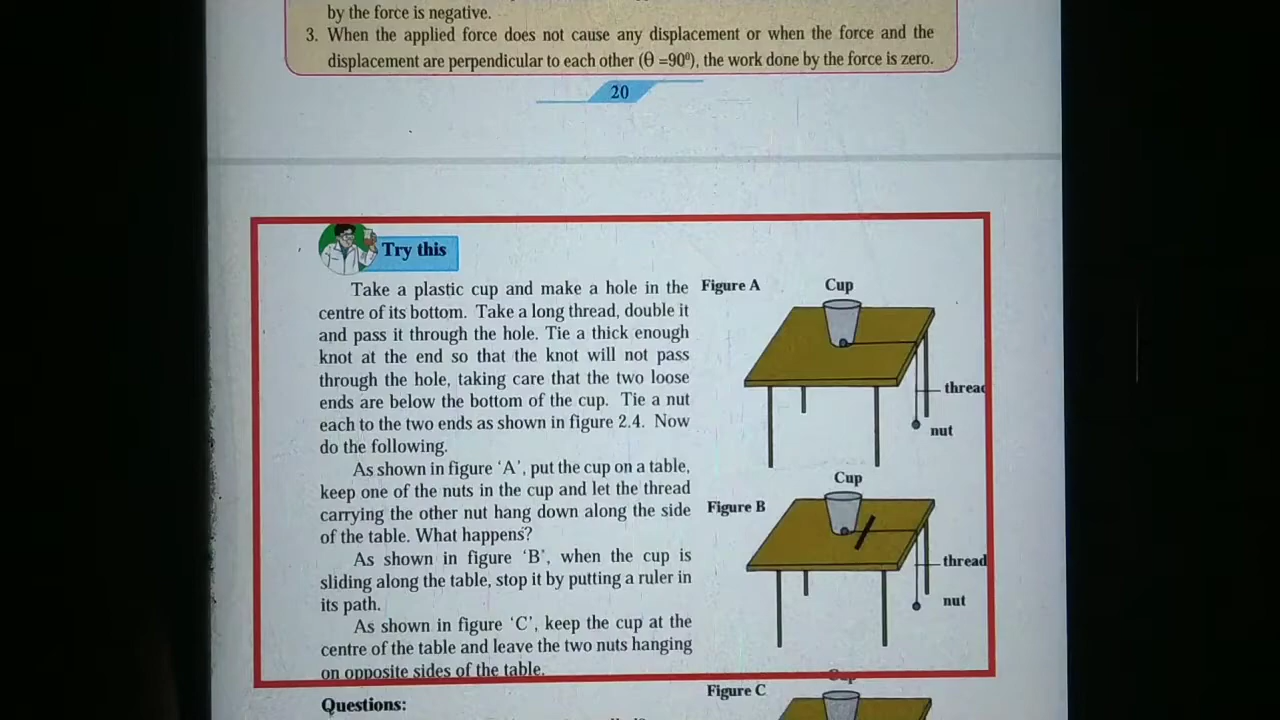 by the force is negative.
3. When the applied force does not cause any displacement or when the force and the
displacement are perpendicular to each other (θ =90⁰), the work done by the force is zero.
20
Try this
Take a plastic cup and make a hole in the
centre of its bottom. Take a long thread, double it
and pass it through the hole. Tie a thick enough
knot at the end so that the knot will not pass
through the hole, taking care that the two loose
ends are below the bottom of the cup. Tie a nut
each to the two ends as shown in figure 2.4. Now
do the following.
As shown in figure ‘A’, put the cup on a table,
keep one of the nuts in the cup and let the thread
carrying the other nut hang down along the side
of the table. What happens?
As shown in figure ‘B’, when the cup is
sliding along the table, stop it by putting a ruler in
its path.
As shown in figure ‘C’, keep the cup at the
centre of the table and leave the two nuts hanging
on opposite sides of the table.
Questions:
Figure A
Cup
thread
nut
Cup
Figure B
thread
nut
Cup
Figure C